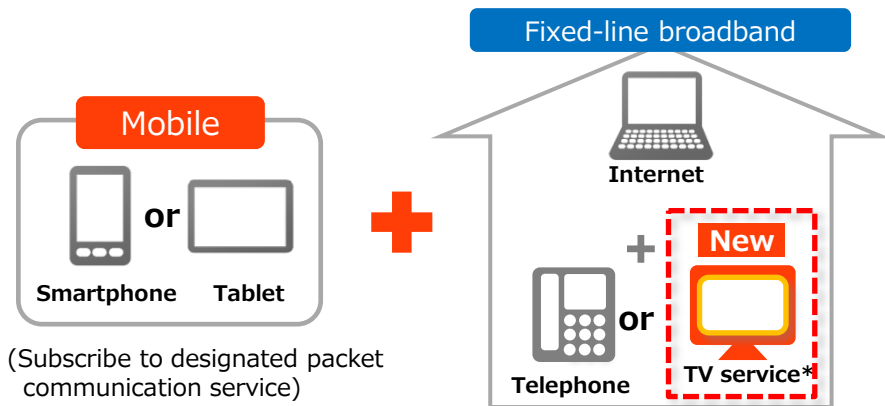 Fixed-line broadband
Mobile
Internet
or
Smartphone Tablet
New
or
Telephone
TV service*
(Subscribe to designated packet
communication service)